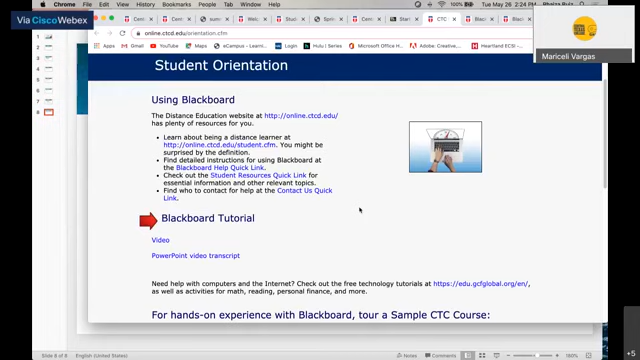 Via Cisco Webex
Chrome File Edit View History Bookmarks People Tab Window Help
Tue May 26 2:24 PM
online.ctcd.edu/orientation.cfm
Apps YouTube Maps eCampus - Login
Microsoft Office H... Adobe Creative... Heartland ECSI -...
Mariceli Vargas
Student Orientation
Using Blackboard
The Distance Education website at http://online.ctcd.edu/
has plenty of resources for you.
• Learn about being a distance learner at
http://online.ctcd.edu/student.cfm. You might be
surprised by the definition.
• Find detailed instructions for using Blackboard at
the Blackboard Help Quick Link.
• Check out the Student Resources Quick Link for
essential information and other relevant topics.
• Find who to contact for help at the Contact Us Quick
Link.
Blackboard Tutorial
Video
PowerPoint video transcript
Need help with computers and the Internet? Check out the free technology tutorials at https://edu.gcfglobal.org/en/,
as well as activities for math, reading, personal finance, and more.
For hands-on experience with Blackboard, tour a Sample CTC Course:
Slide 8 of 8 English (United States)
Notes Comments
+5